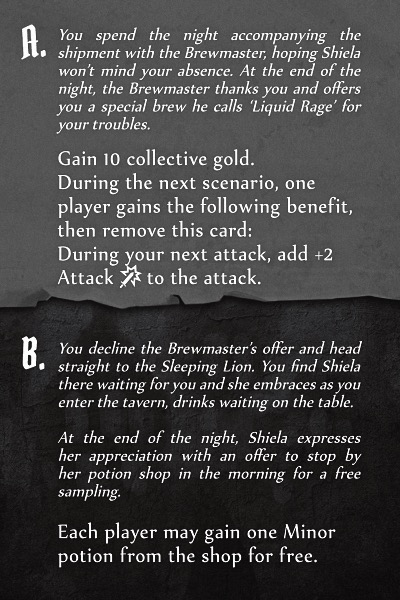 A. You spend the night accompanying the
shipment with the Brewmaster, hoping Shiela
won't mind your absence. At the end of the
night, the Brewmaster thanks you and offers
you a special brew he calls 'Liquid Rage' for
your troubles.
Gain 10 collective gold.
During the next scenario, one
player gains the following benefit,
then remove this card:
During your next attack, add +2
Attack to the attack.
B. You decline the Brewmaster's offer and head
straight to the Sleeping Lion. You find Shiela
there waiting for you and she embraces as you
enter the tavern, drinks waiting on the table.
At the end of the night, Shiela expresses
her appreciation with an offer to stop by
her potion shop in the morning for a free
sampling.
Each player may gain one Minor
potion from the shop for free.